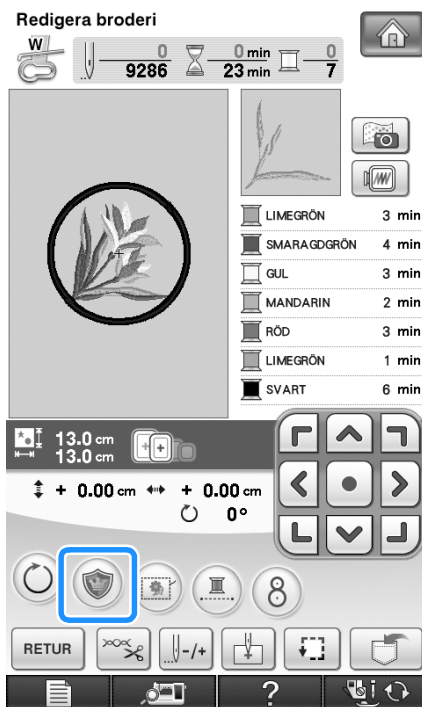 Redigera broderi
W
0 0 min 0
9286 23 min 7
LIMEGRÖN 3 min
SMARAGDGRÖN 4 min
GUL 3 min
MANDARIN 2 min
RÖD 3 min
LIMEGRÖN 1 min
SVART 6 min
13.0 cm
13.0 cm
+ 0.00 cm + 0.00 cm
0°
RETUR -/+
?